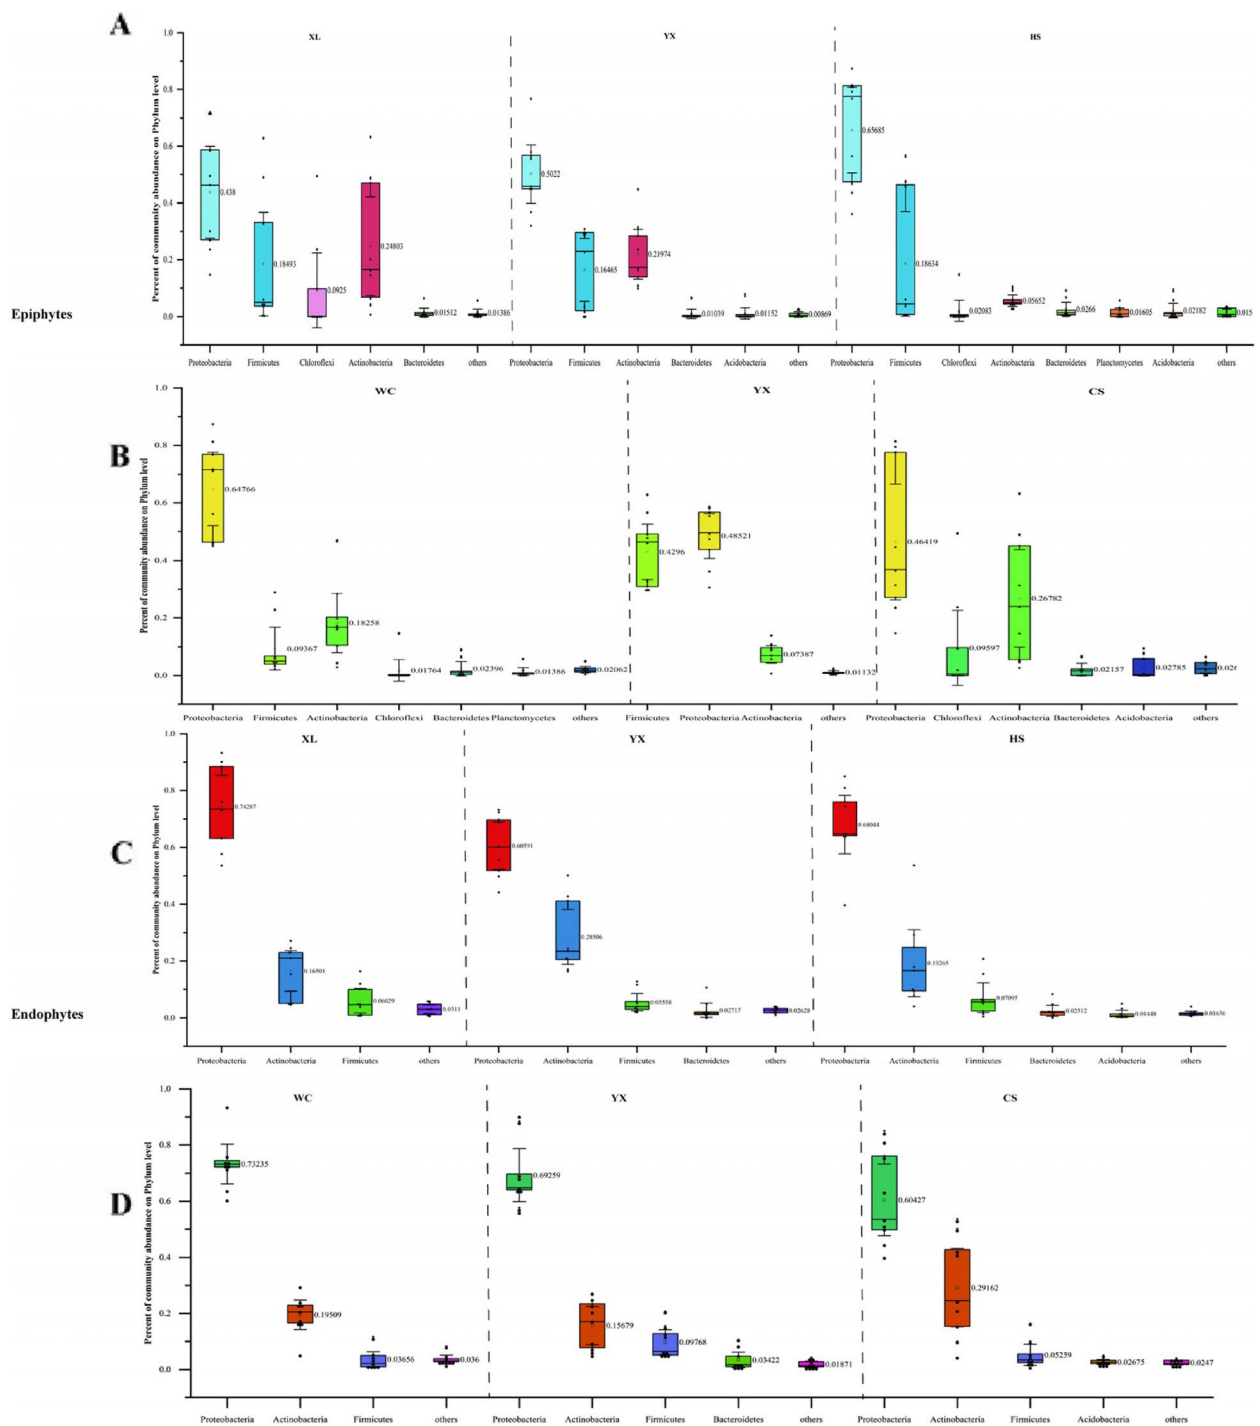 A
XL YX HS
Percent of community abundance on Phylum level
1.0
0.8
0.6
0.4
0.2
0.0
0.438 0.18493 0.0925 0.24803 0.01512 0.01386 0.5022 0.16465 0.21974 0.01039 0.01152 0.00869 0.65685 0.18634 0.02083 0.05652 0.0266 0.01605 0.02182 0.015
Epiphytes
Proteobacteria Firmicutes Chloroflexi Actinobacteria Bacteroidetes others Proteobacteria Firmicutes Actinobacteria Bacteroidetes Acidobacteria others Proteobacteria Firmicutes Chloroflexi Actinobacteria Bacteroidetes Planctomycetes Acidobacteria others
B
WC YX CS
Percent of community abundance on Phylum level
1.0
0.8
0.6
0.4
0.2
0.0
0.64766 0.09367 0.18258 0.01764 0.02396 0.01386 0.02062 0.4296 0.48521 0.07387 0.01132 0.46419 0.09597 0.26782 0.02157 0.02785
Proteobacteria Firmicutes Actinobacteria Chloroflexi Bacteroidetes Planctomycetes others Firmicutes Proteobacteria Actinobacteria others Proteobacteria Chloroflexi Actinobacteria Bacteroidetes Acidobacteria others
C
XL YX HS
Percent of community abundance on Phylum level
1.0
0.8
0.6
0.4
0.2
0.0
0.74287 0.16501 0.06029 0.0311 0.60591 0.28506 0.05558 0.02717 0.02628 0.68044 0.19265 0.07095 0.02512 0.01448 0.01636
Endophytes
Proteobacteria Actinobacteria Firmicutes others Proteobacteria Actinobacteria Firmicutes Bacteroidetes others Proteobacteria Actinobacteria Firmicutes Bacteroidetes Acidobacteria others
D
WC YX CS
Percent of community abundance on Phylum level
1.0
0.8
0.6
0.4
0.2
0.0
0.73235 0.19509 0.03656 0.036 0.69259 0.15679 0.09768 0.03422 0.01871 0.60427 0.29162 0.05259 0.02675 0.0247
Proteobacteria Actinobacteria Firmicutes others Proteobacteria Actinobacteria Firmicutes Bacteroidetes others Proteobacteria Actinobacteria Firmicutes Acidobacteria others